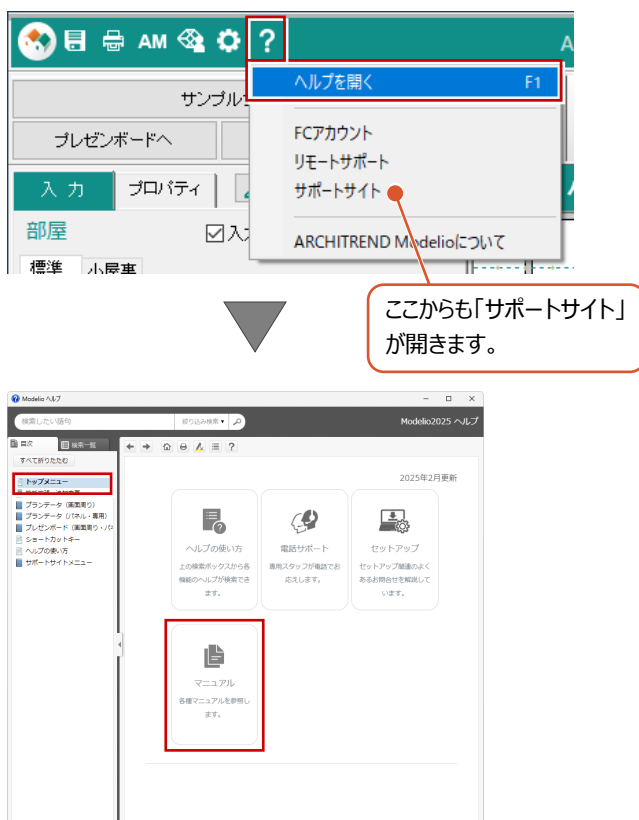 AM
?
A
サンプル
ヘルプを開く F1
プレゼンボードへ
FCアカウント
リモートサポート
サポートサイト
ARCHITREND Modelioについて
入力 プロパティ
部屋 入
標準 小屋裏
ここからも「サポートサイト」
が開きます。
Modelio ヘルプ
検索したい語句 絞り込み検索 Modelio2025 ヘルプ
目次 検索一覧
すべて折りたたむ
2025年2月更新
トップメニュー
プランデータ（画面周り）
プランデータ（パネル・専用）
プレゼンボード（画面周り・パネ
ショートカットキー
ヘルプの使い方
サポートサイトメニュー
ヘルプの使い方
上の検索ボックスから各
機能のヘルプが検索でき
ます。
電話サポート
専用スタッフが電話でお
応えします。
セットアップ
セットアップ関連のよく
あるお問合せを解説して
います。
マニュアル
各種マニュアルを参照し
ます。